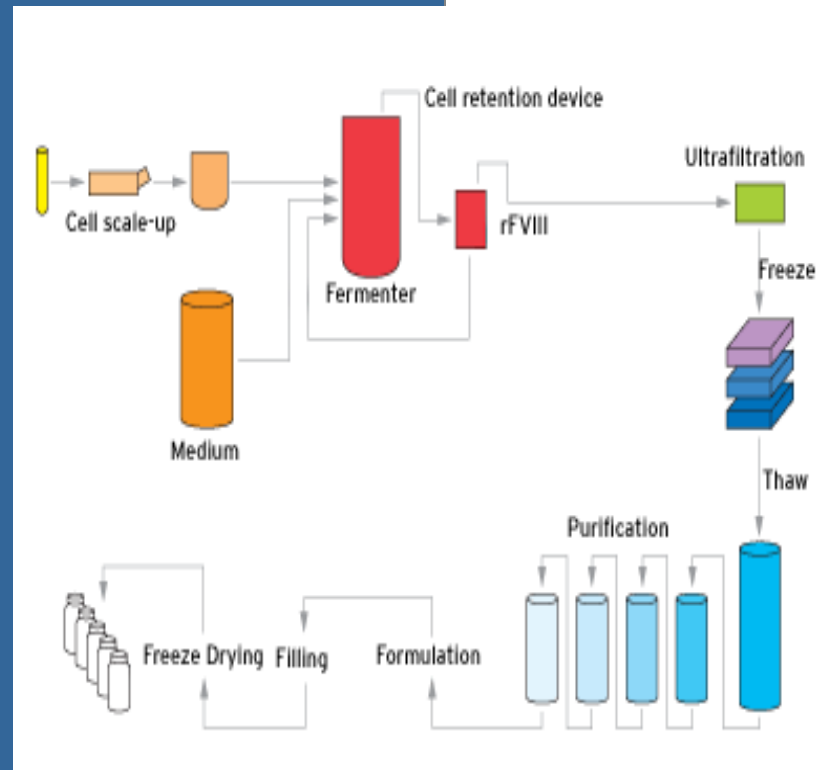 Cell retention device
Ultrafiltration
Cell scale-up
rFVIII
Freeze
Fermenter
Medium
Thaw
Purification
Freeze Drying
Filling
Formulation